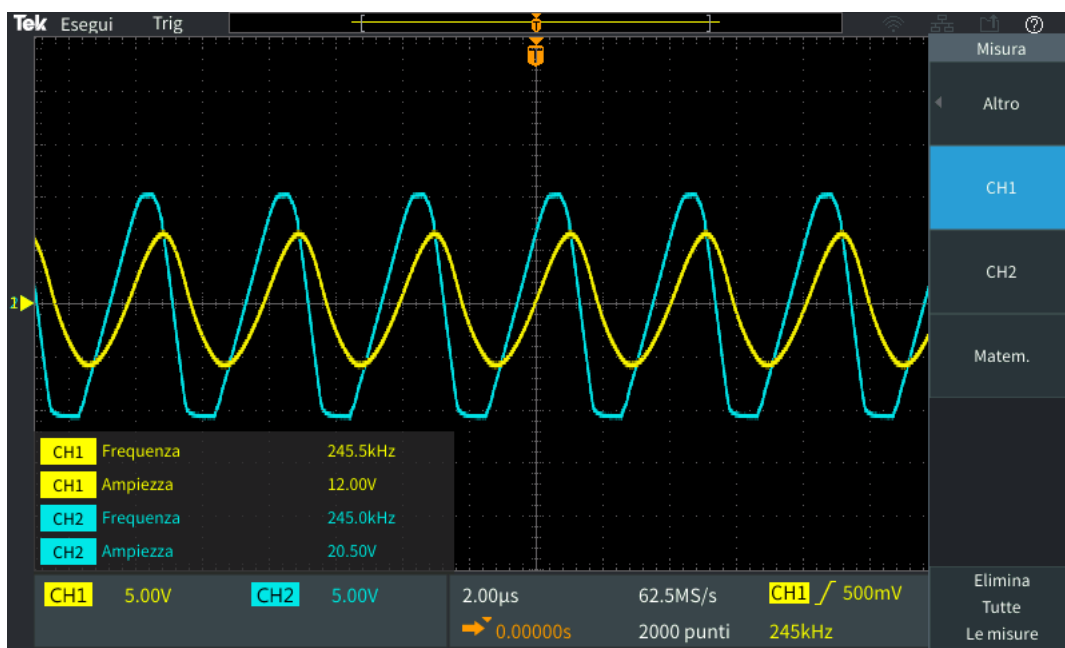 Tek Esegui Trig
T
T
Misura
Altro
CH1
CH2
Matem.
CH1 Frequenza 245.5kHz
CH1 Ampiezza 12.00V
CH2 Frequenza 245.0kHz
CH2 Ampiezza 20.50V
CH1 5.00V CH2 5.00V 2.00µs 62.5MS/s CH1 500mV
0.00000s 2000 punti 245kHz
Elimina
Tutte
Le misure